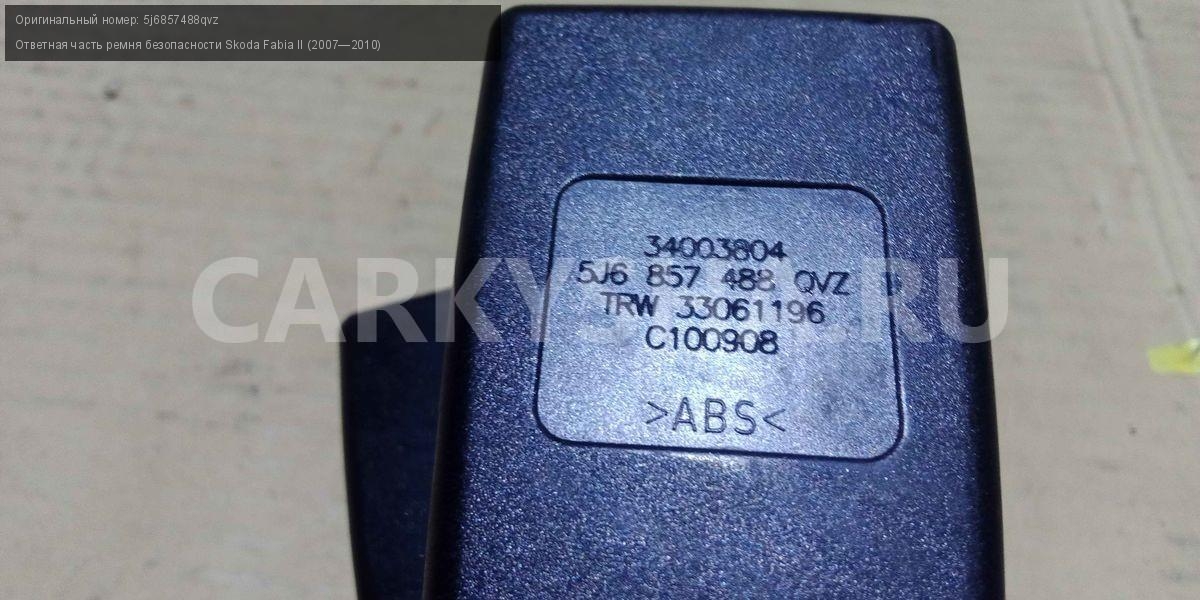 Оригинальный номер: 5j6857488qvz
Ответная часть ремня безопасности Skoda Fabia II (2007—2010)
34003804
5J6 857 488 QVZ
TRW 33061196
C100908
>ABS<